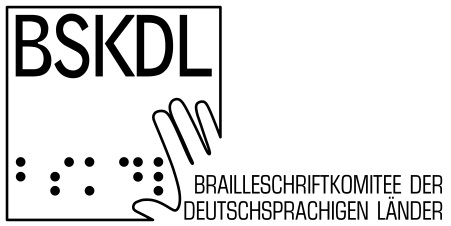 BSKDL
⠃⠎⠅⠙⠇
BRAILLESCHRIFTKOMITEE DER
DEUTSCHSPRACHIGEN LÄNDER